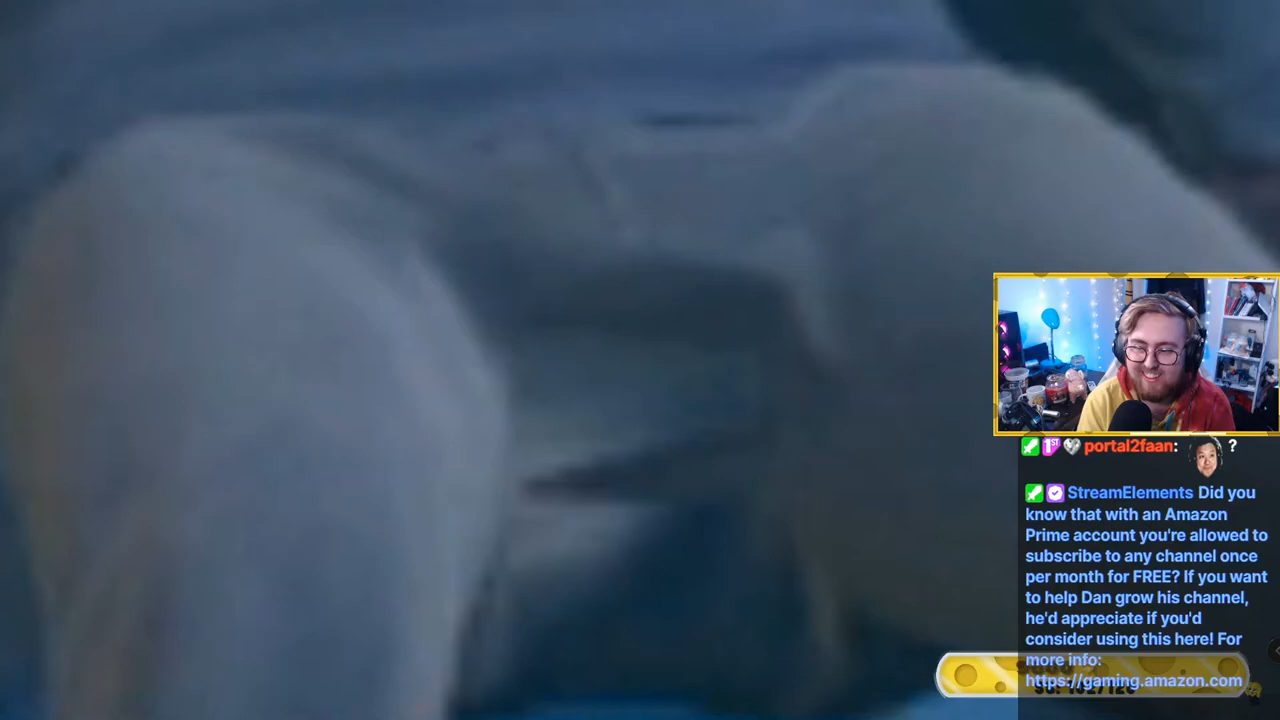 portal2faan: ?
StreamElements Did you
know that with an Amazon
Prime account you're allowed to
subscribe to any channel once
per month for FREE? If you want
to help Dan grow his channel,
he'd appreciate if you'd
consider using this here! For
more info:
https://gaming.amazon.com